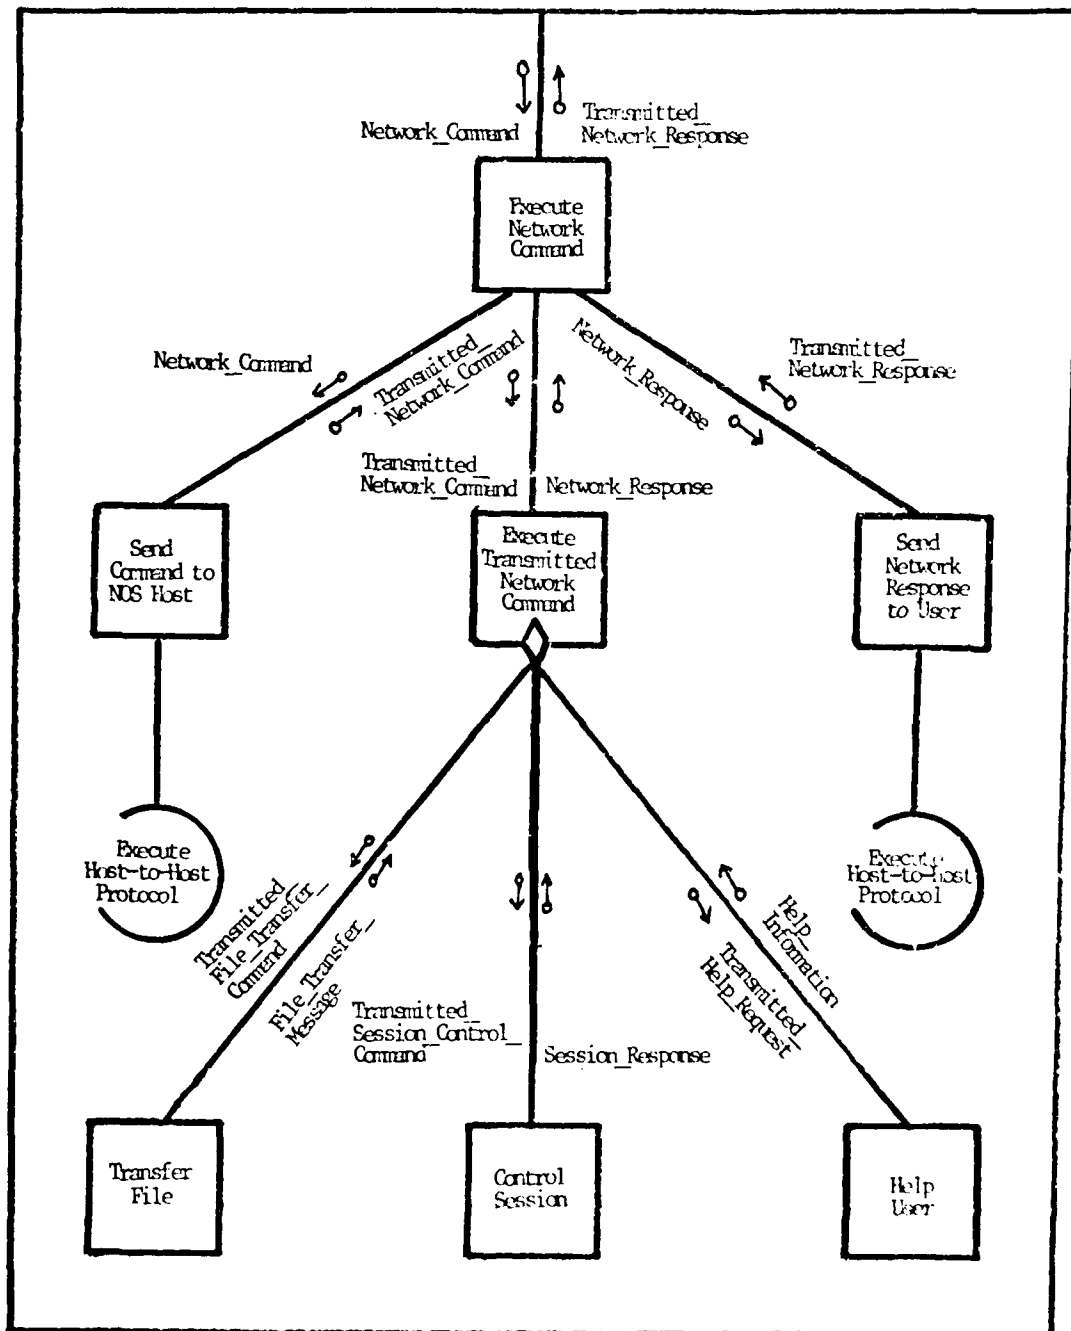 Network_Command
Transmitted_
Network_Response
Execute
Network
Command
Network_Command
Transmitted_
Network_Command
Network_Response
Transmitted_
Network_Response
Transmitted_
Network_Command
Network_Response
Send
Command to
NOS Host
Execute
Transmitted
Network
Command
Send
Network
Response
to User
Execute
Host-to-Host
Protocol
Execute
Host-to-host
Protocol
Transmitted_
File_Transfer_
Command
File_Transfer_
Message
Transmitted_
Session_Control_
Command
Session_Response
Help_
Information
Transmitted_
Help_Request
Transfer
File
Control
Session
Help
User